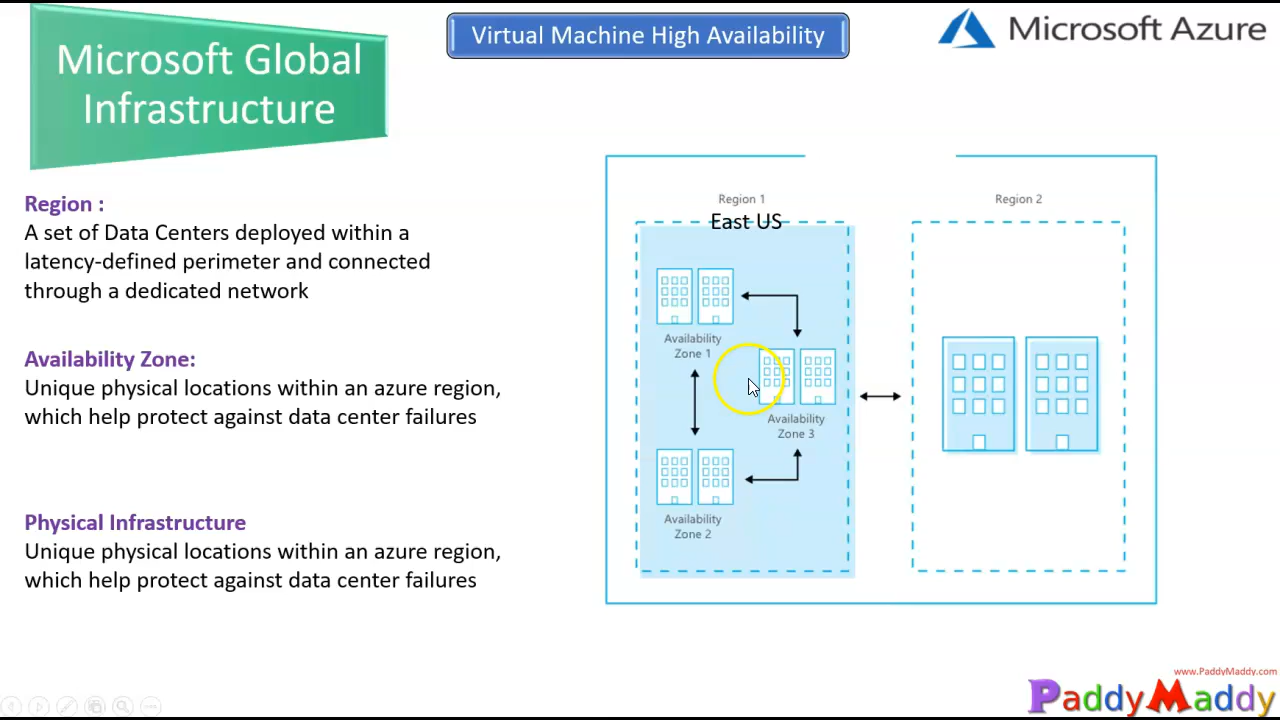 Microsoft Global
Infrastructure
Virtual Machine High Availability
Microsoft Azure
Region :
A set of Data Centers deployed within a
latency-defined perimeter and connected
through a dedicated network
Availability Zone:
Unique physical locations within an azure region,
which help protect against data center failures
Physical Infrastructure
Unique physical locations within an azure region,
which help protect against data center failures
Region 1
East US
Availability
Zone 1
Availability
Zone 3
Availability
Zone 2
Region 2
www.PaddyMaddy.com
PaddyMaddy